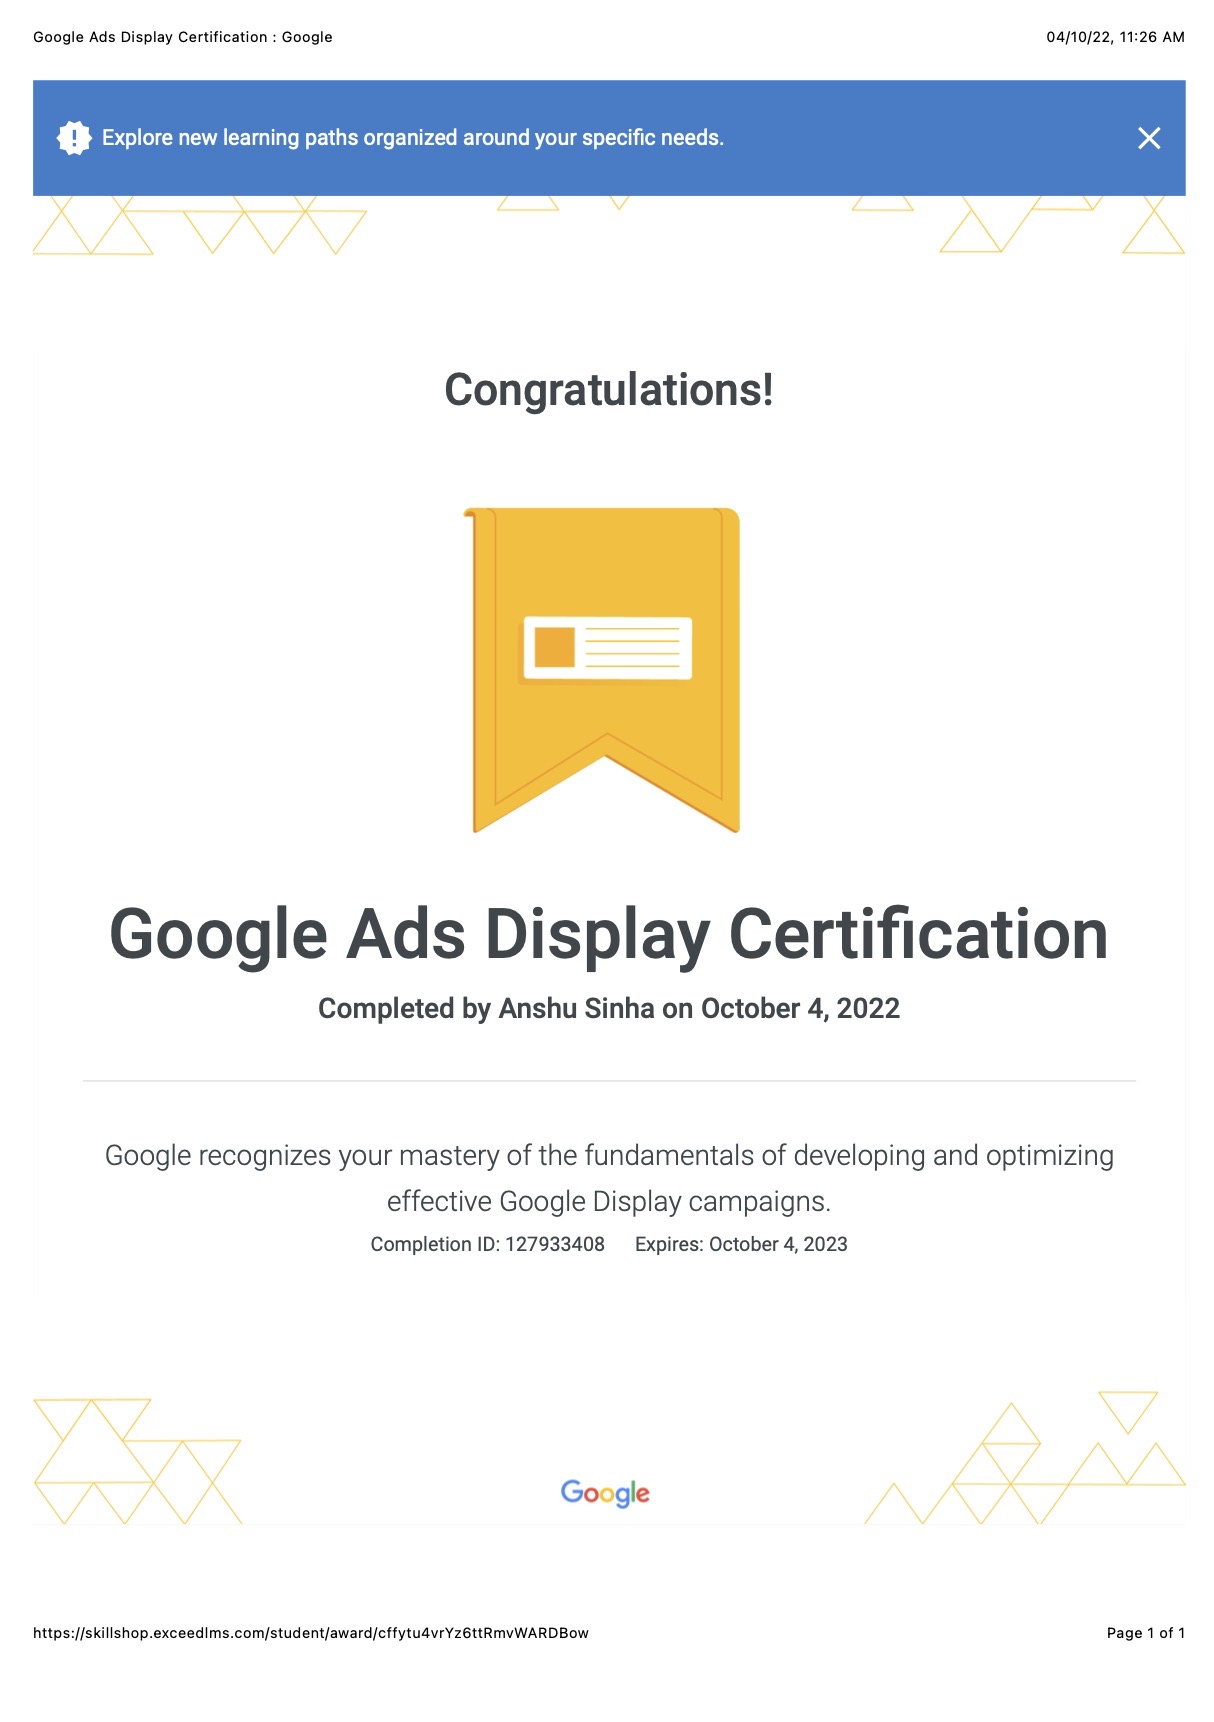 Google Ads Display Certification : Google
04/10/22, 11:26 AM
Explore new learning paths organized around your specific needs.
Congratulations!
Google Ads Display Certification
Completed by Anshu Sinha on October 4, 2022
Google recognizes your mastery of the fundamentals of developing and optimizing
effective Google Display campaigns.
Completion ID: 127933408 Expires: October 4, 2023
Google
https://skillshop.exceedlms.com/student/award/cffytu4vrYz6ttRmvWARDBow
Page 1 of 1